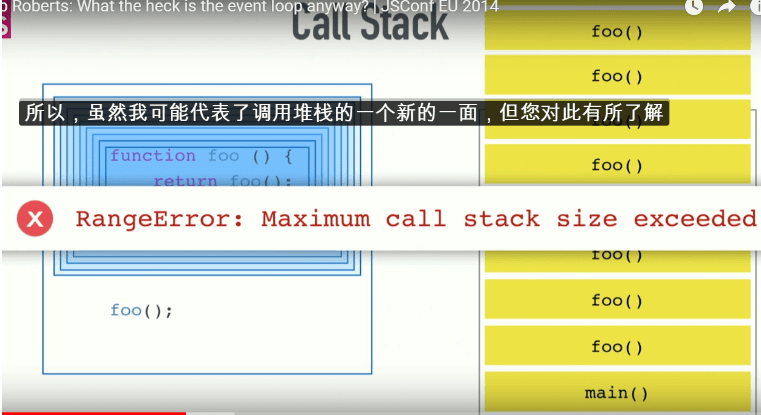 p Roberts: What the heck is the event loop anyway? | JSConf EU 2014
S
Call Stack
所以，虽然我可能代表了调用堆栈的一个新的一面，但您对此有所了解
function foo () {
return foo();
RangeError: Maximum call stack size exceeded
foo();
foo()
foo()
foo()
foo()
foo()
foo()
foo()
main()